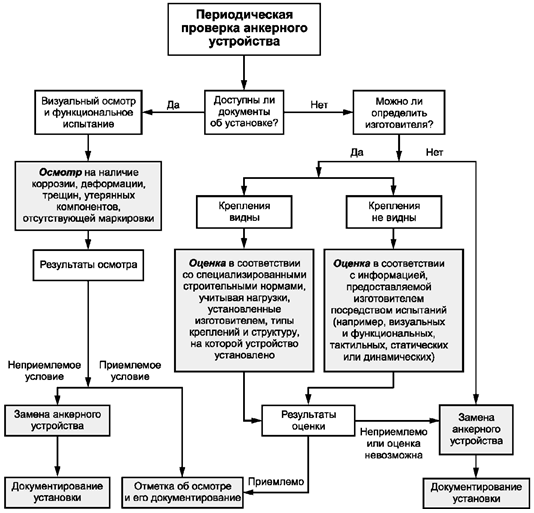 Периодическая
проверка анкерного
устройства
Визуальный осмотр
и функциональное
испытание
Да
Доступны ли
документы
об установке?
Нет
Можно ли
определить
изготовителя?
Да
Нет
Осмотр на наличие
коррозии, деформации,
трещин, утерянных
компонентов,
отсутствующей маркировки
Крепления
видны
Крепления
не видны
Результаты осмотра
Оценка в соответствии
со специализированными
строительными нормами,
учитывая нагрузки,
установленные
изготовителем, типы
креплений и структуру,
на которой устройство
установлено
Оценка в соответствии
с информацией,
предоставляемой
изготовителем
посредством испытаний
(например, визуальных
и функциональных,
тактильных, статических
или динамических)
Неприемлемое
условие
Приемлемое
условие
Замена анкерного
устройства
Результаты
оценки
Неприемлемо
или оценка
невозможна
Замена
анкерного
устройства
Документирование
установки
Отметка об осмотре
и его документирование
Приемлемо
Документирование
установки